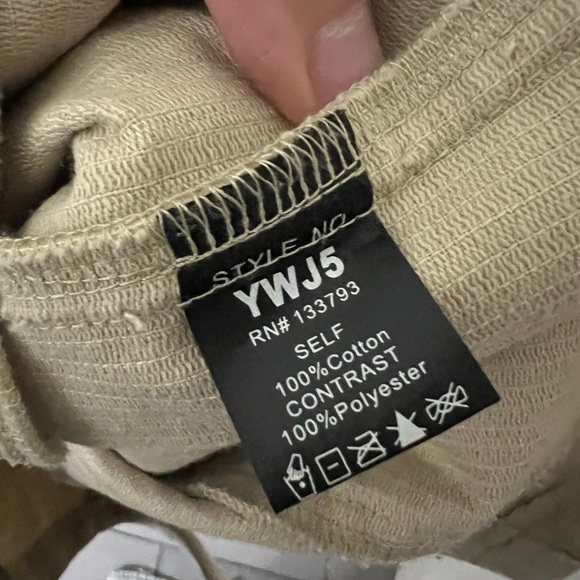 STYLE NO.
YWJ5
RN# 133793
SELF
100%Cotton
CONTRAST
100%Polyester